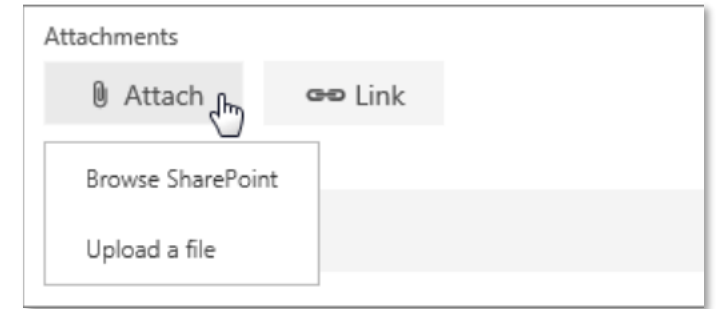 Attachments
Attach Link
Browse SharePoint
Upload a file